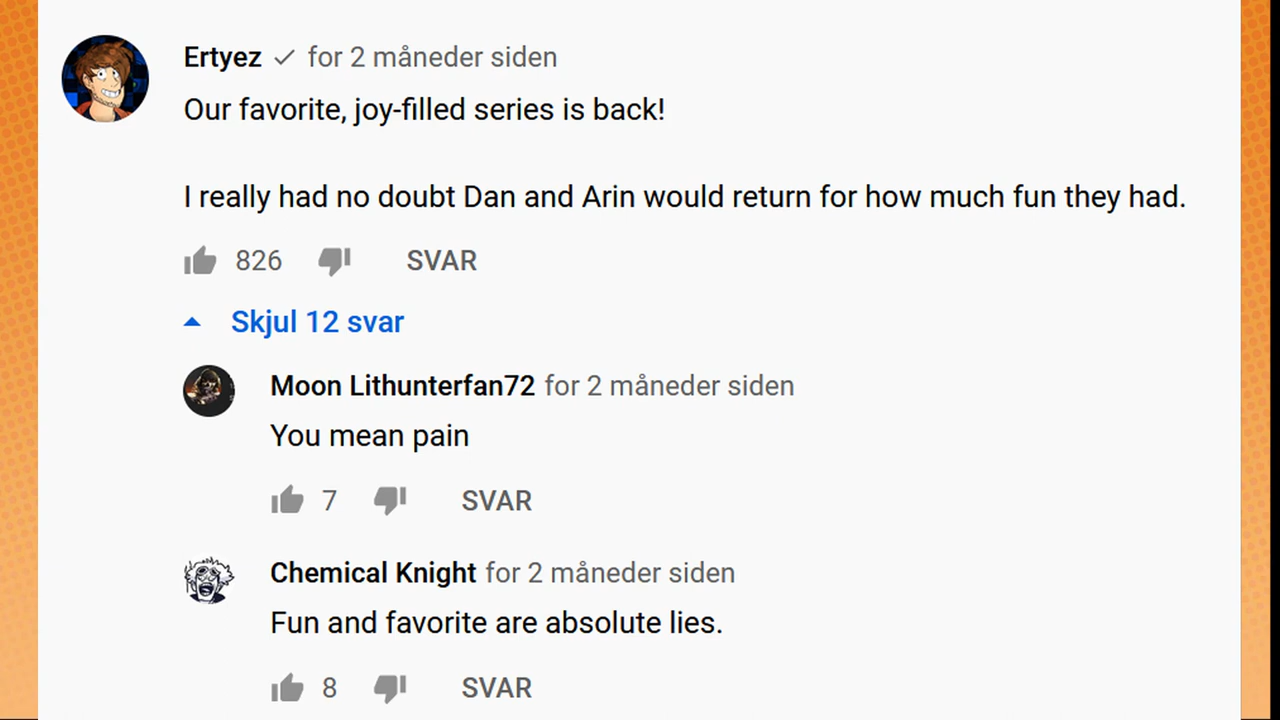 Ertyez ✓ for 2 måneder siden
Our favorite, joy-filled series is back!
I really had no doubt Dan and Arin would return for how much fun they had.
826 SVAR
Skjul 12 svar
Moon Lithunterfan72 for 2 måneder siden
You mean pain
7 SVAR
Chemical Knight for 2 måneder siden
Fun and favorite are absolute lies.
8 SVAR